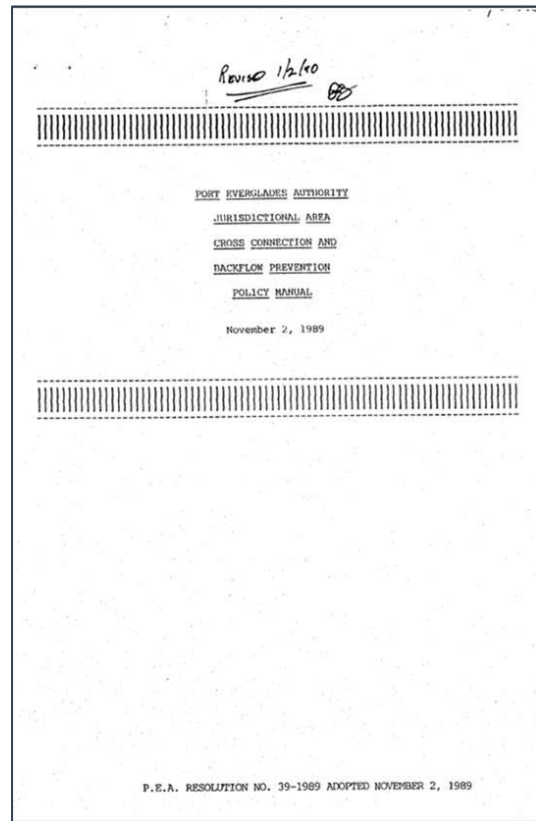 Revised 1/2/90
PORT EVERGLADES AUTHORITY
JURISDICTIONAL AREA
CROSS CONNECTION AND
BACKFLOW PREVENTION
POLICY MANUAL
November 2, 1989
P.E.A. RESOLUTION NO. 39-1989 ADOPTED NOVEMBER 2, 1989